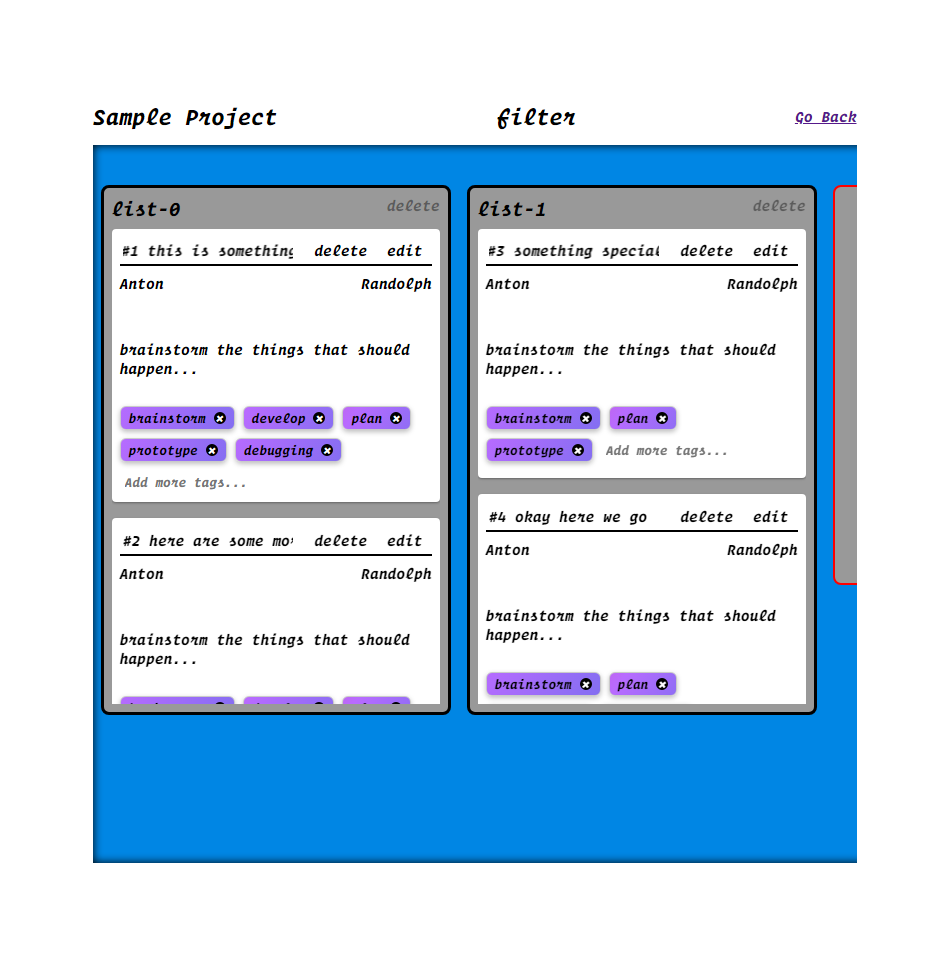 Sample Project filter Go Back
list-0 delete
#1 this is something delete edit
Anton Randolph
brainstorm the things that should
happen...
brainstorm develop plan
prototype debugging
Add more tags...
#2 here are some mo delete edit
Anton Randolph
brainstorm the things that should
happen...
list-1 delete
#3 something special delete edit
Anton Randolph
brainstorm the things that should
happen...
brainstorm plan
prototype Add more tags...
#4 okay here we go delete edit
Anton Randolph
brainstorm the things that should
happen...
brainstorm plan